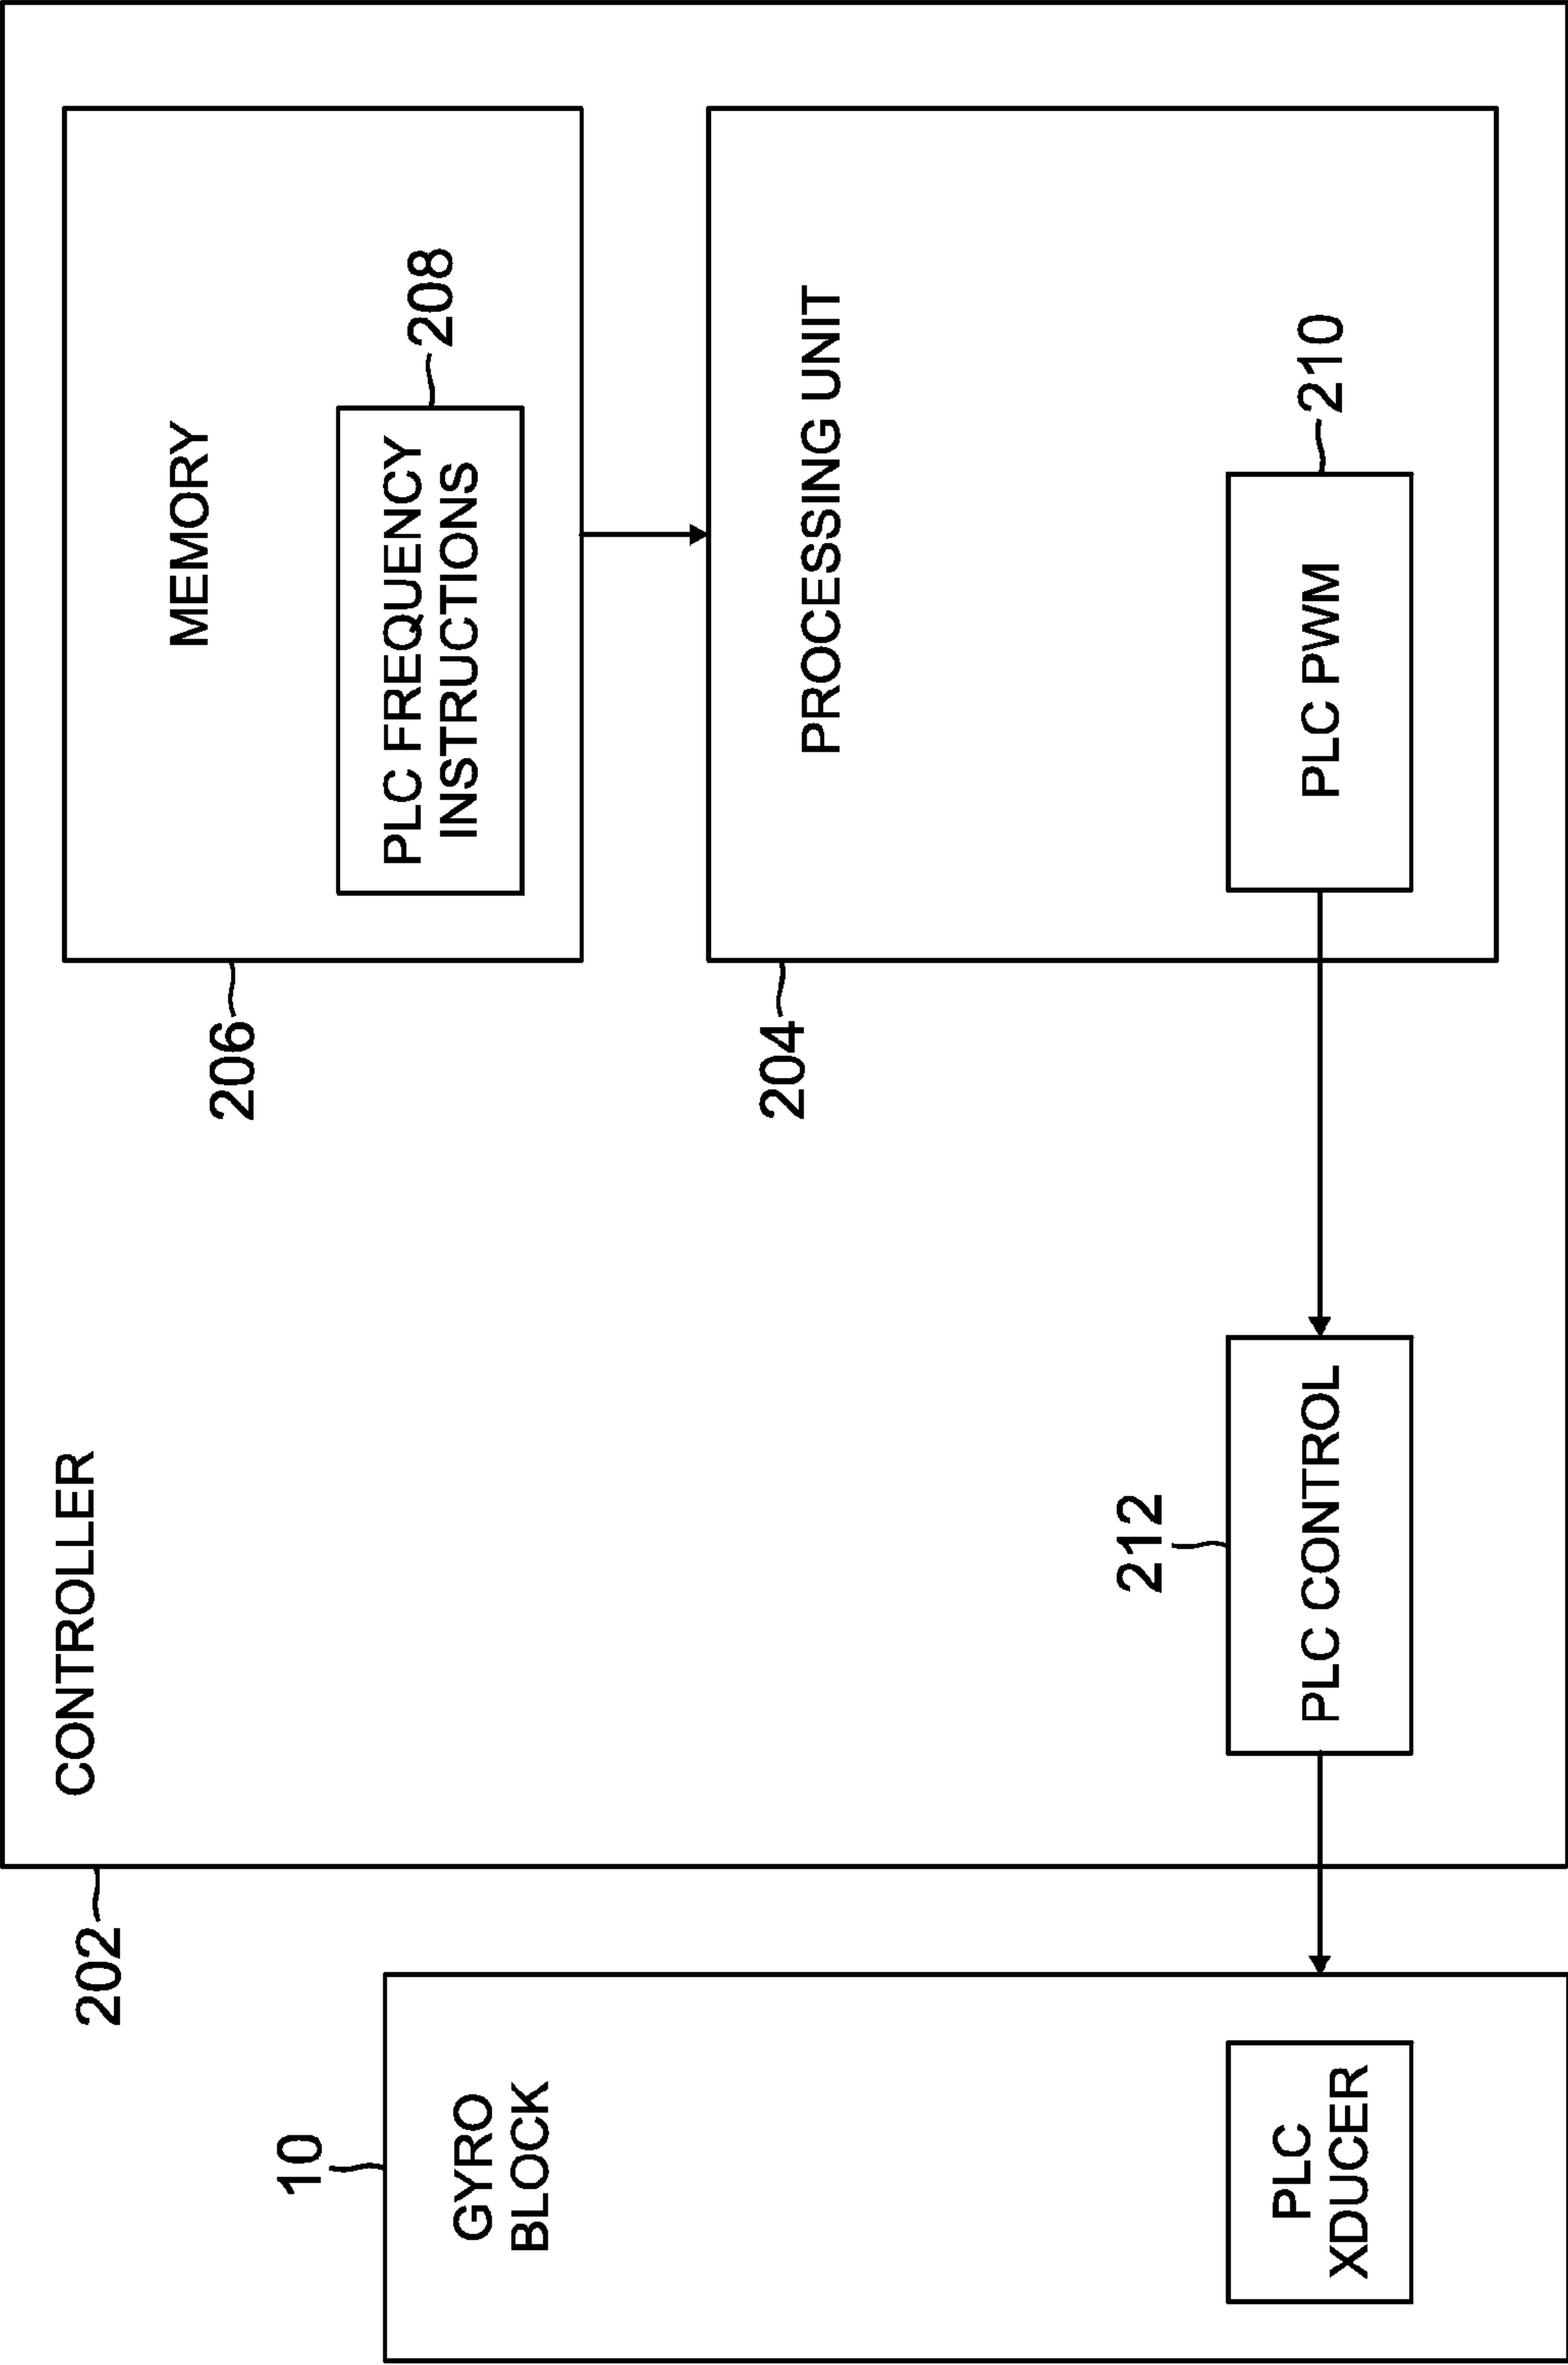 202
CONTROLLER
10
GYRO
BLOCK
PLC
XDUCER
212
PLC CONTROL
206
MEMORY
PLC FREQUENCY
INSTRUCTIONS
208
204
PROCESSING UNIT
PLC PWM
210